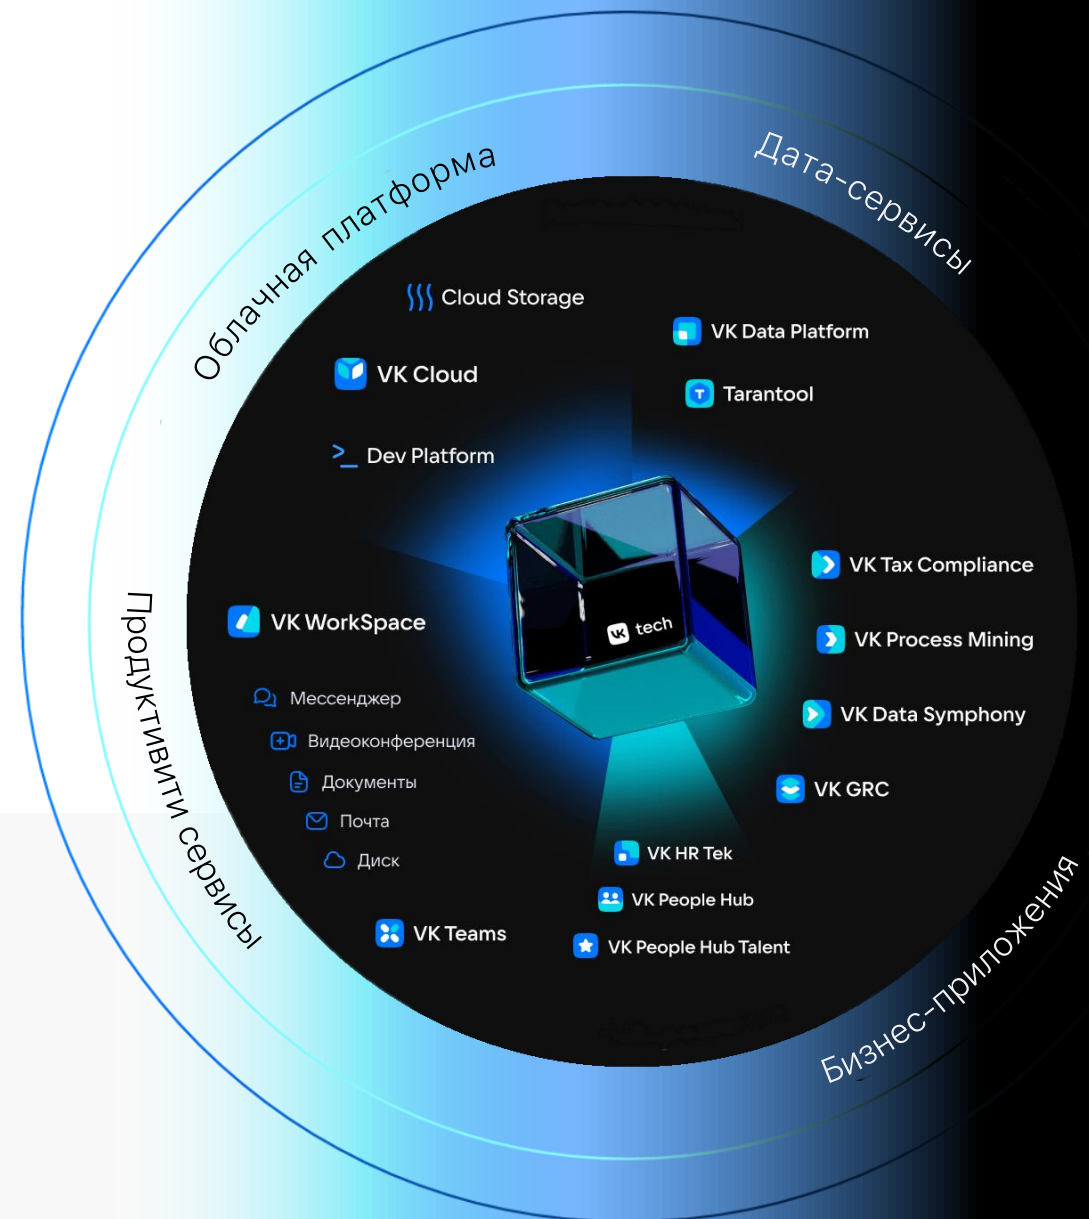 Облачная платформа
Дата-сервисы
Cloud Storage
VK Cloud
Dev Platform
VK Data Platform
Tarantool
VK WorkSpace
Мессенджер
Видеоконференция
Документы
Почта
Диск
VK Teams
VK tech
VK Tax Compliance
VK Process Mining
VK Data Symphony
VK GRC
VK HR Tek
VK People Hub
VK People Hub Talent
Продуктивити сервисы
Бизнес-приложения